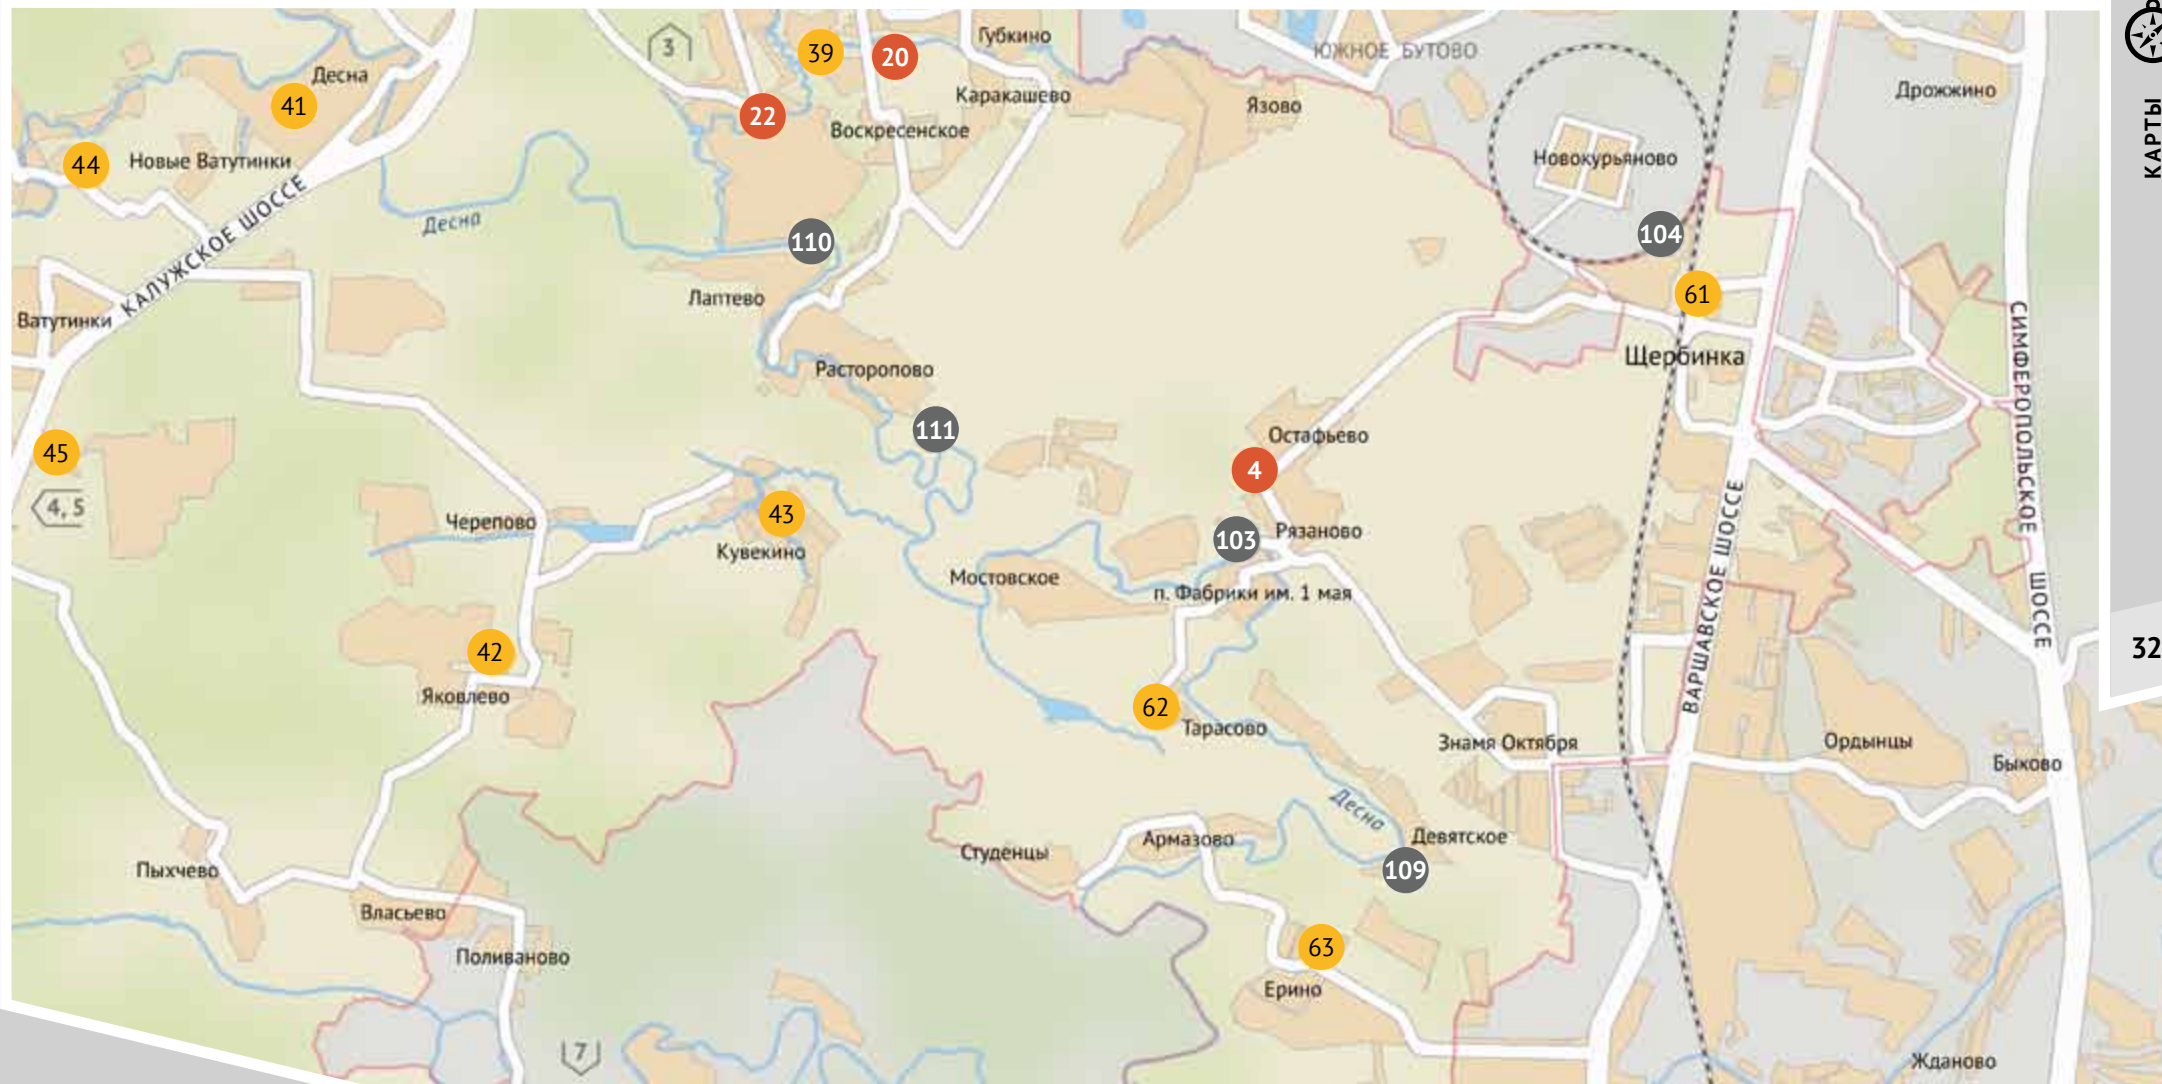 3
39
20
Губкино
ЮЖНОЕ БУТОВО
КАРТЫ
Десна
41
22
Каракашево
Язово
Дрожжино
Воскресенское
44
Новые Ватутинки
Новокурьяново
КАЛУЖСКОЕ ШОССЕ
Десна
110
104
Лаптево
61
Ватутинки
Щербинка
СИМФЕРОПОЛЬСКОЕ ШОССЕ
Расторопово
111
Остафьево
45
4
4, 5
43
Черепово
103
Рязаново
Кувекино
Мостовское
п. Фабрики им. 1 мая
ВАРШАВСКОЕ ШОССЕ
42
32
Яковлево
62
Тарасово
Знамя Октября
Ордынцы
Быково
Десна
Студенцы
Армазово
Девятское
Пыхчево
109
Власьево
63
Поливаново
Ерино
7
Жданово